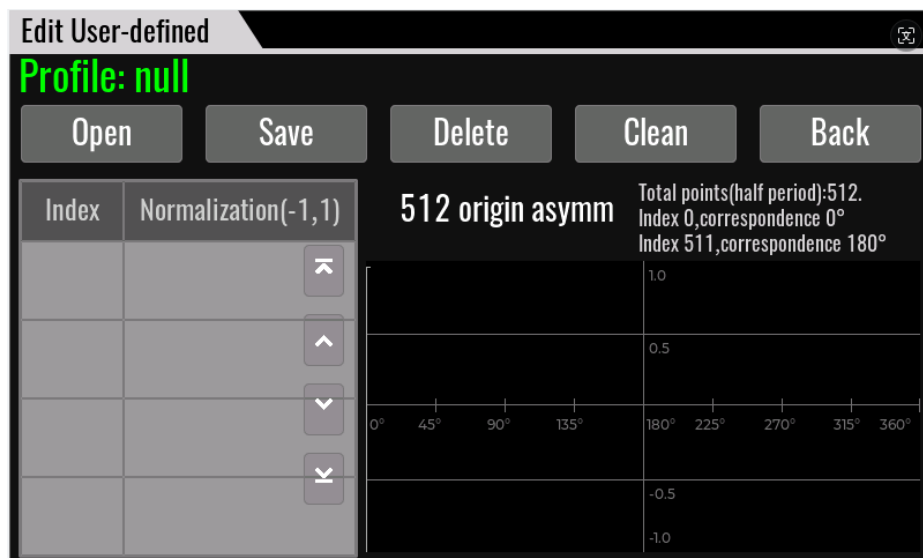 Edit User-defined
Profile: null
Open Save Delete Clean Back
Index Normalization(-1,1)
512 origin asymm
Total points(half period):512.
Index 0,correspondence 0°
Index 511,correspondence 180°
1.0
0.5
0° 45° 90° 135° 180° 225° 270° 315° 360°
-0.5
-1.0